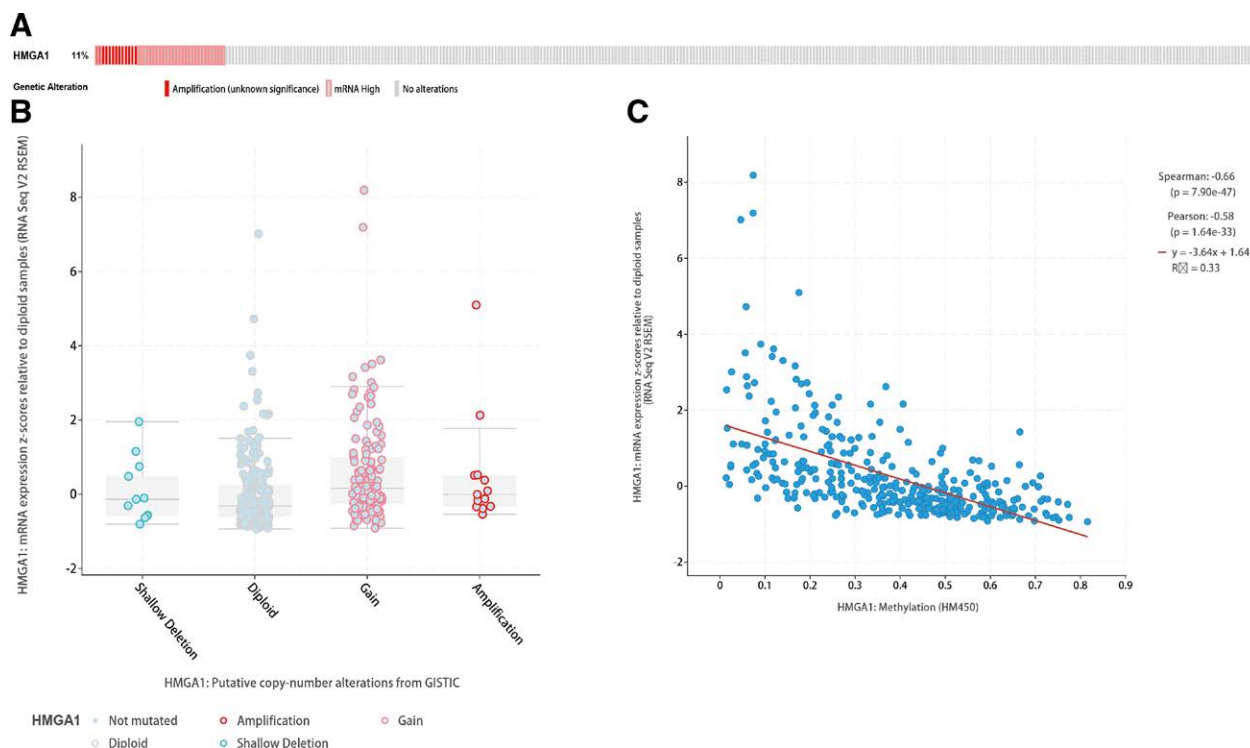 A
HMGA1 11%
Genetic Alteration
Amplification (unknown significance) mRNA High No alterations
B
HMGA1: mRNA expression z-scores relative to diploid samples (RNA Seq V2 RSEM)
8
6
4
2
0
-2
Shallow Deletion
Diploid
Gain
Amplification
HMGA1: Putative copy-number alterations from GISTIC
HMGA1 Not mutated Amplification Gain
Diploid Shallow Deletion
C
HMGA1: mRNA expression z-scores relative to diploid samples
(RNA Seq V2 RSEM)
8
6
4
2
0
-2
0 0.1 0.2 0.3 0.4 0.5 0.6 0.7 0.8 0.9
HMGA1: Methylation (HM450)
Spearman: -0.66
(p = 7.90e-47)
Pearson: -0.58
(p = 1.64e-33)
y = -3.64x + 1.64
R☒ = 0.33